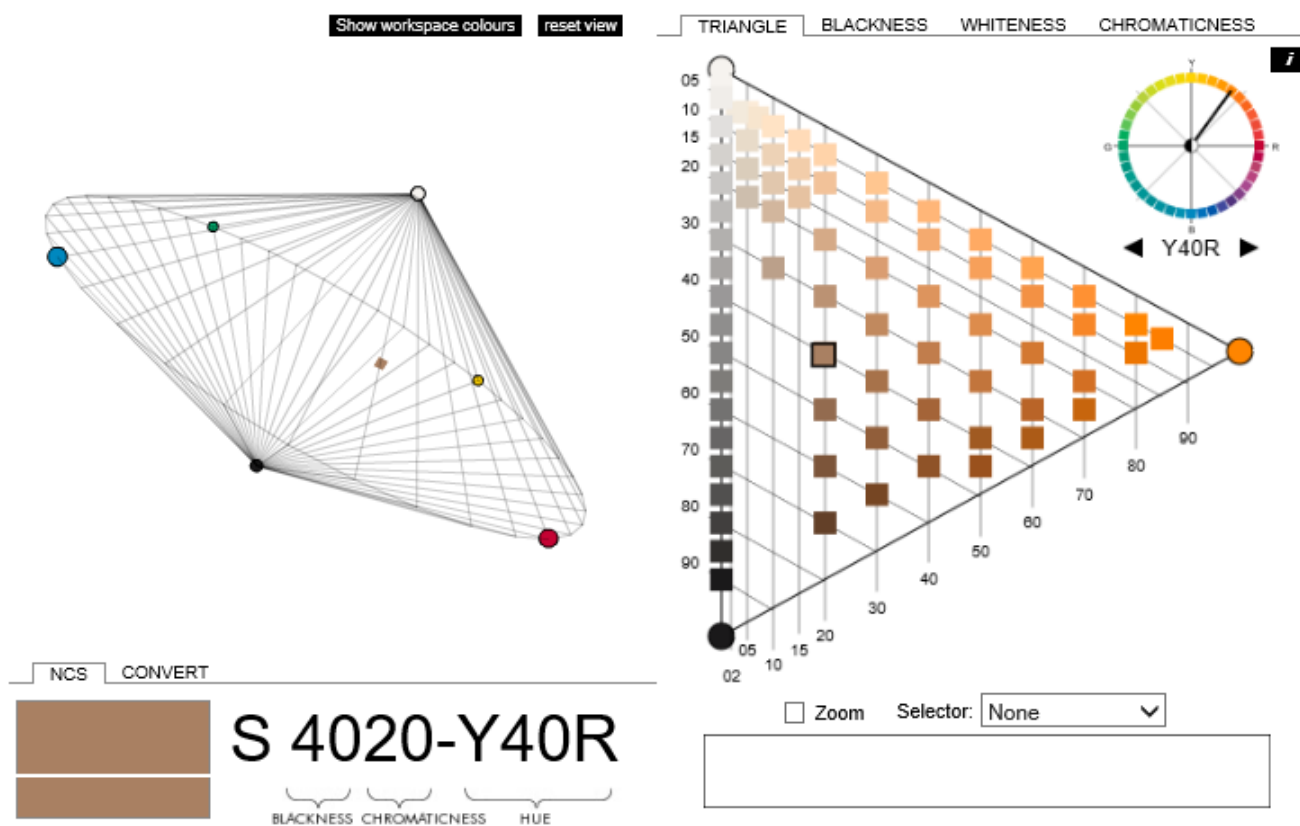 Show workspace colours
reset view
TRIANGLE BLACKNESS WHITENESS CHROMATICNESS
i
05
10
15
20
30
40
50
60
70
80
90
Y
G
R
B
Y40R
90
80
70
60
50
40
30
20
15
10
05
02
NCS CONVERT
S 4020-Y40R
BLACKNESS CHROMATICNESS HUE
Zoom Selector: None